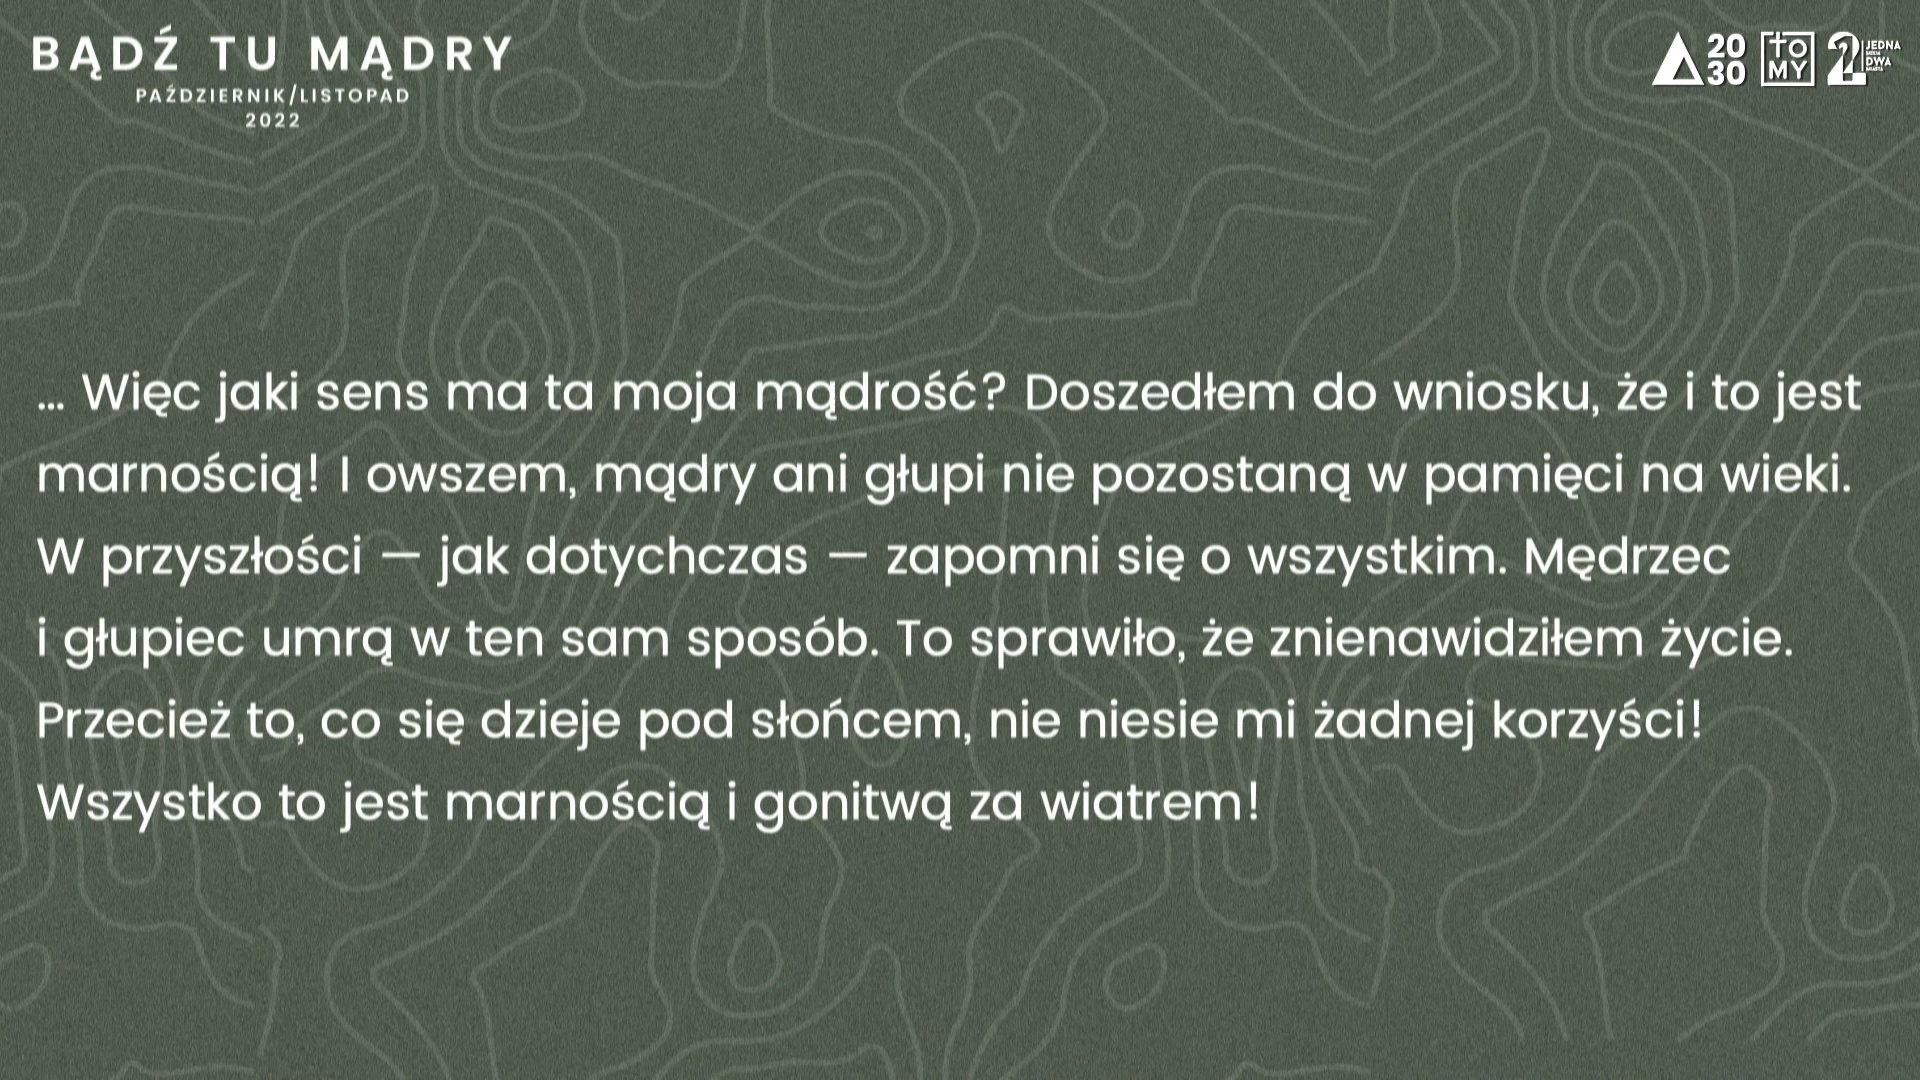 BĄDŹ TU MĄDRY
PAŹDZIERNIK/LISTOPAD
2022
20
30
toMY
2 JEDNA
DWA
... Więc jaki sens ma ta moja mądrość? Doszedłem do wniosku, że i to jest
marnością! I owszem, mądry ani głupi nie pozostaną w pamięci na wieki.
W przyszłości — jak dotychczas — zapomni się o wszystkim. Mędrzec
i głupiec umrą w ten sam sposób. To sprawiło, że znienawidziłem życie.
Przecież to, co się dzieje pod słońcem, nie niesie mi żadnej korzyści!
Wszystko to jest marnością i gonitwą za wiatrem!